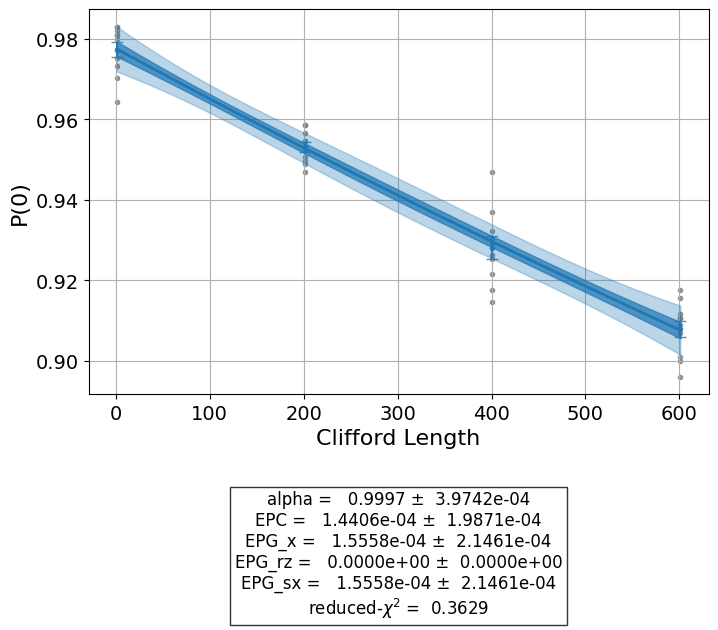 0.98
0.96
0.94
0.92
0.90
P(0)
0 100 200 300 400 500 600
Clifford Length
alpha = 0.9997 ± 3.9742e-04
EPC = 1.4406e-04 ± 1.9871e-04
EPG_x = 1.5558e-04 ± 2.1461e-04
EPG_rz = 0.0000e+00 ± 0.0000e+00
EPG_sx = 1.5558e-04 ± 2.1461e-04
reduced-χ² = 0.3629